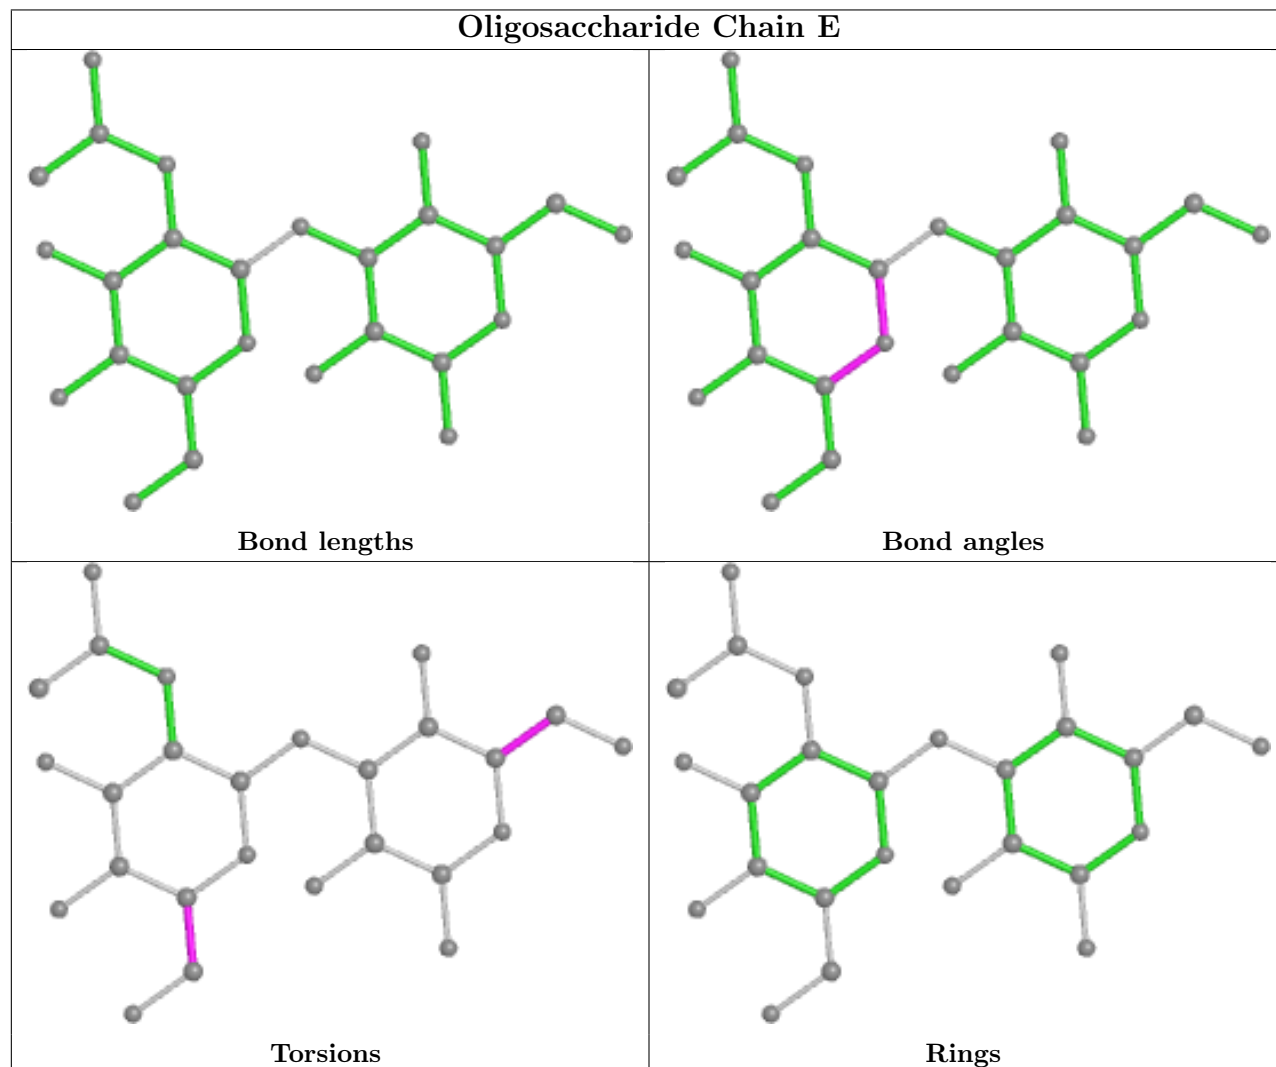 Oligosaccharide Chain E
Bond lengths
Bond angles
Torsions
Rings